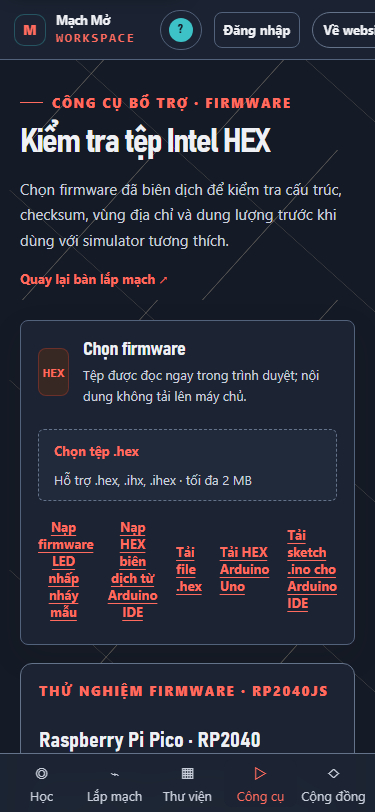 M
Mạch Mở
WORKSPACE
?
Đăng nhập
Về websi
CÔNG CỤ BỔ TRỢ · FIRMWARE
Kiểm tra tệp Intel HEX
Chọn firmware đã biên dịch để kiểm tra cấu trúc,
checksum, vùng địa chỉ và dung lượng trước khi
dùng với simulator tương thích.
Quay lại bàn lắp mạch ↗
HEX
Chọn firmware
Tệp được đọc ngay trong trình duyệt; nội
dung không tải lên máy chủ.
Chọn tệp .hex
Hỗ trợ .hex, .ihx, .ihex · tối đa 2 MB
Nạp
firmware
LED
nhấp
nháy
mẫu
Nạp
HEX
biên
dịch từ
Arduino
IDE
Tải
file
.hex
Tải HEX
Arduino
Uno
Tải
sketch
.ino cho
Arduino
IDE
THỬ NGHIỆM FIRMWARE · RP2040JS
Raspberry Pi Pico · RP2040
Học
Lắp mạch
Thư viện
Công cụ
Cộng đồng